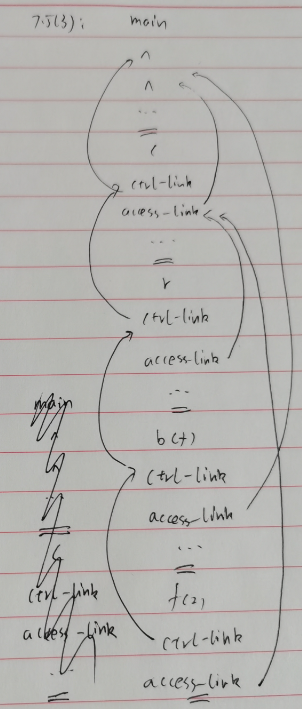 7.5(3): main
^
^
...
c
ctrl-link
access-link
...
r
ctrl-link
access-link
...
b(f)
ctrl-link
access-link
...
f(2)
ctrl-link
access-link
main
...
c
ctrl-link
access-link
...